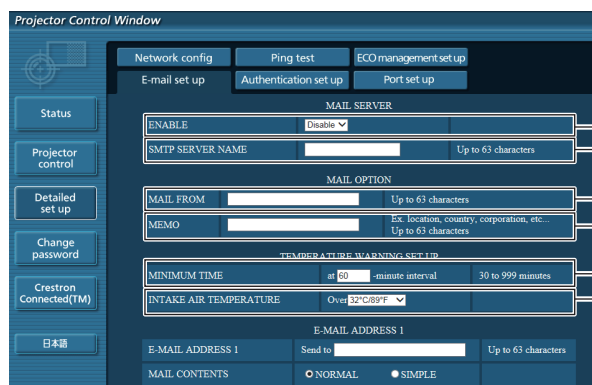 Projector Control Window
Network config Ping test ECO management set up
E-mail set up Authentication set up Port set up
Status
Projector control
Detailed set up
Change password
Crestron Connected(TM)
日本語
MAIL SERVER
ENABLE Disable
SMTP SERVER NAME Up to 63 characters
MAIL OPTION
MAIL FROM Up to 63 characters
MEMO Ex. location, country, corporation, etc...
Up to 63 characters
TEMPERATURE WARNING SET UP
MINIMUM TIME at 60 -minute interval 30 to 999 minutes
INTAKE AIR TEMPERATURE Over 32°C/89°F
E-MAIL ADDRESS 1
E-MAIL ADDRESS 1 Send to Up to 63 characters
MAIL CONTENTS NORMAL SIMPLE